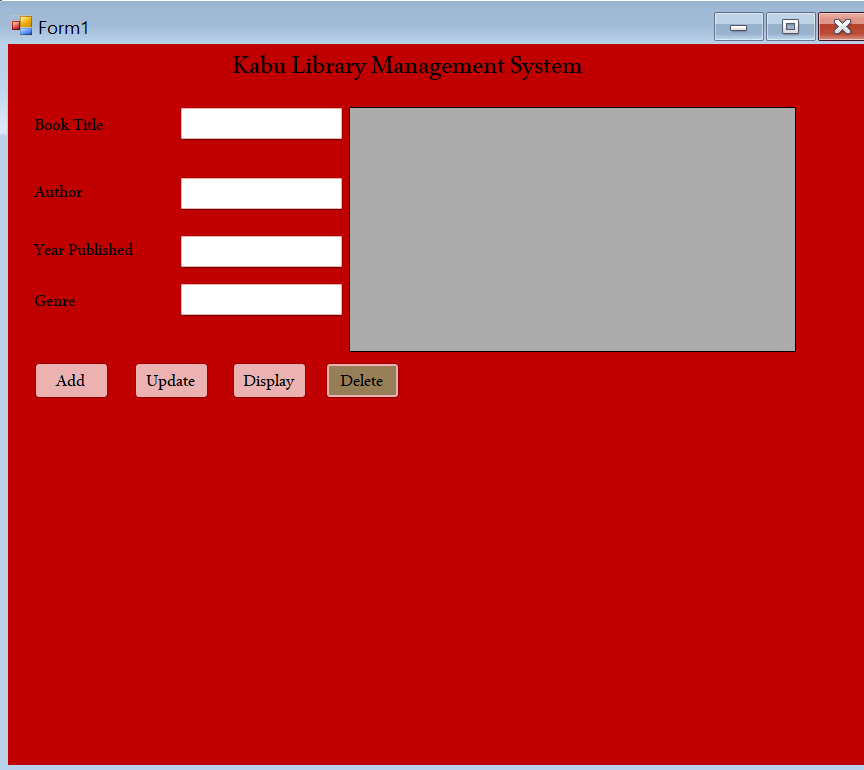 Form1
Kabu Library Management System
Book Title
Author
Year Published
Genre
Add Update Display Delete